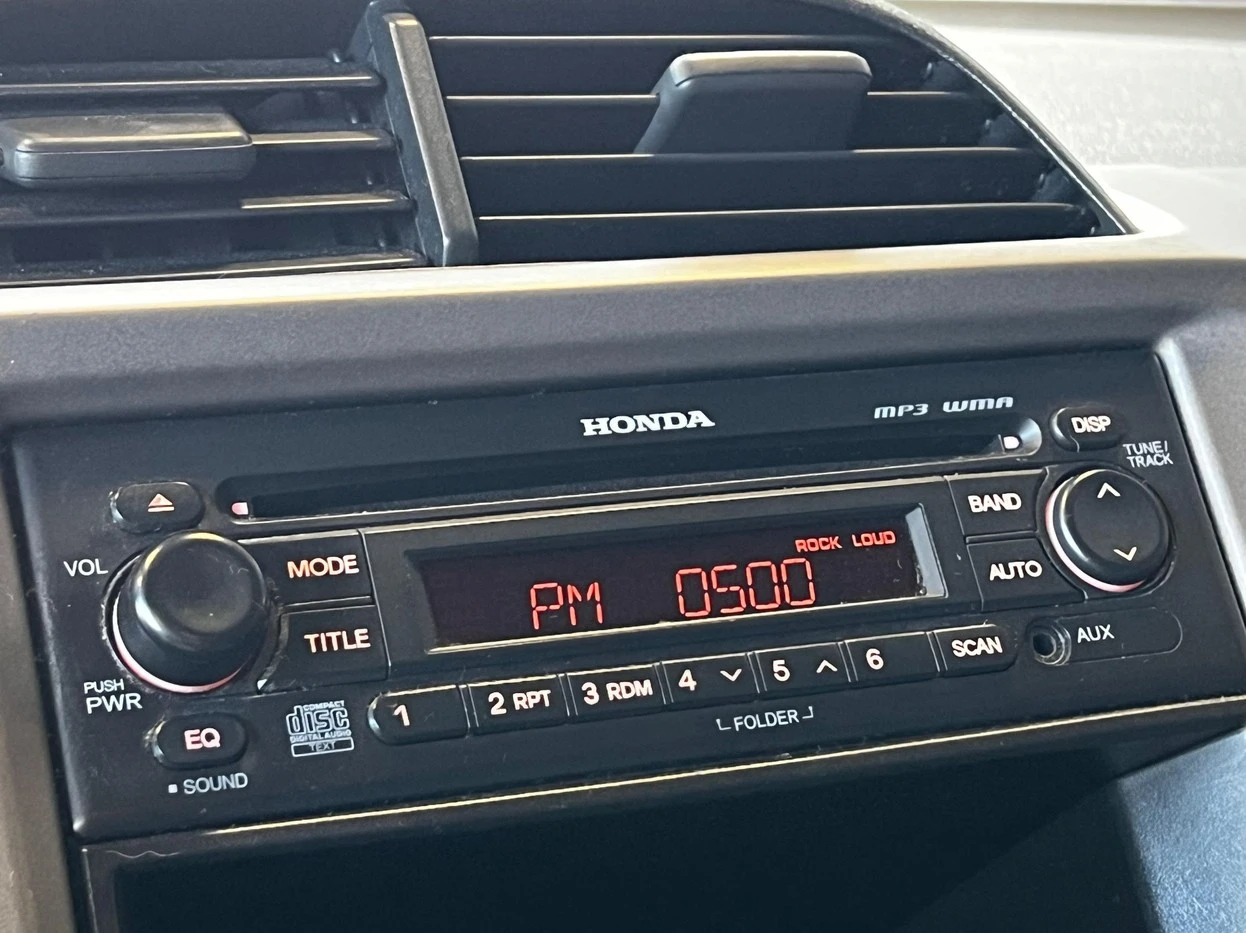 HONDA
MP3 WMA
DISP
TUNE/
TRACK
VOL
MODE
ROCK LOUD
BAND
PM 0500
AUTO
TITLE
PUSH
PWR
1
2 RPT
3 RDM
4
5
6
SCAN
AUX
FOLDER
COMPACT
disc
DIGITAL AUDIO
TEXT
EQ
SOUND